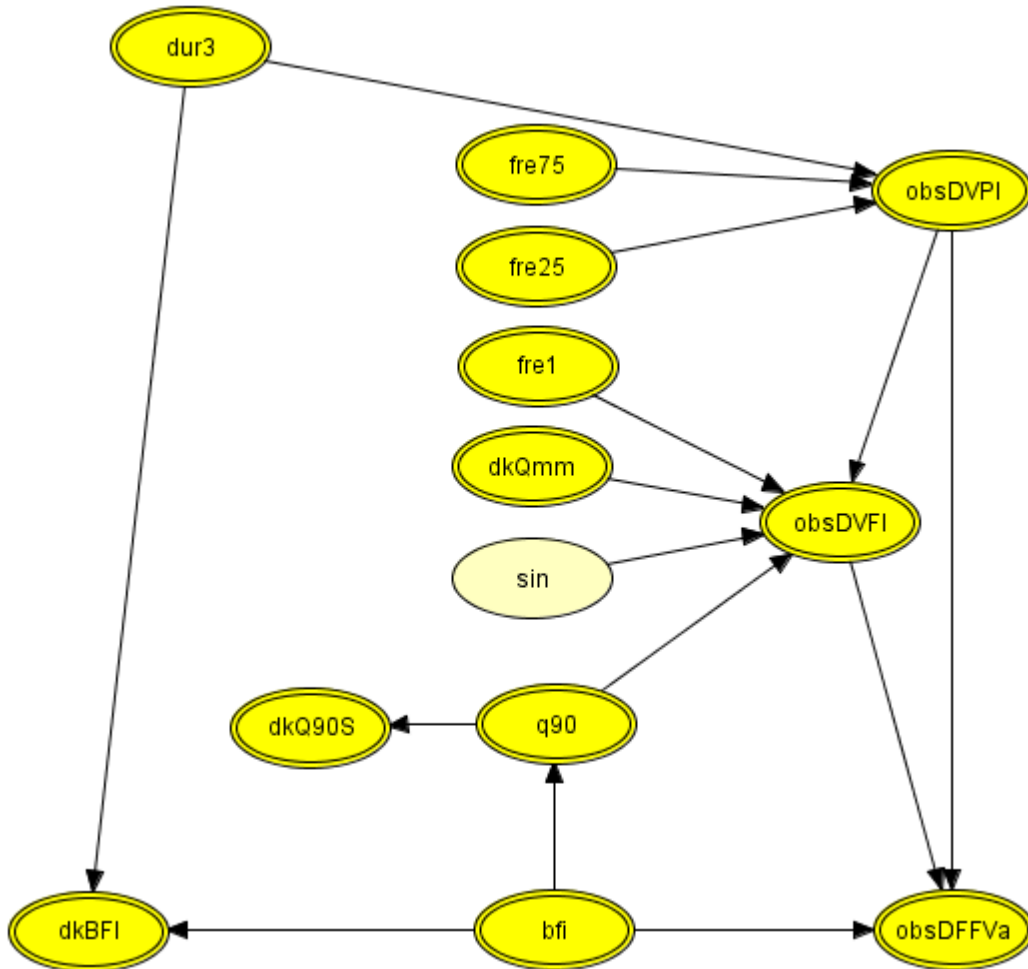 dur3
fre75
obsDVPI
fre25
fre1
dkQmm
obsDVFI
sin
dkQ90S
q90
dkBFI
bfi
obsDFFVa